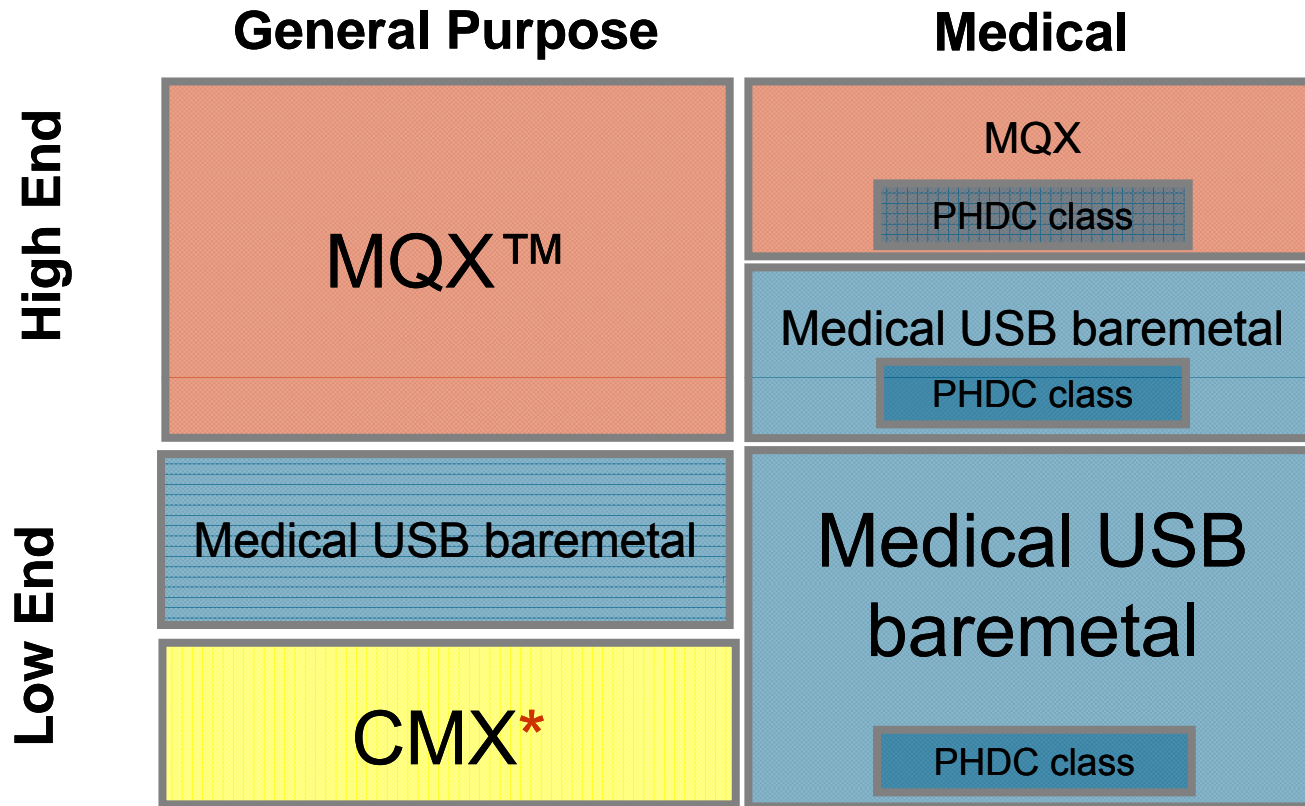 General Purpose
Medical
High End
MQX™
MQX
PHDC class
Medical USB baremetal
PHDC class
Low End
Medical USB baremetal
CMX*
Medical USB
baremetal
PHDC class